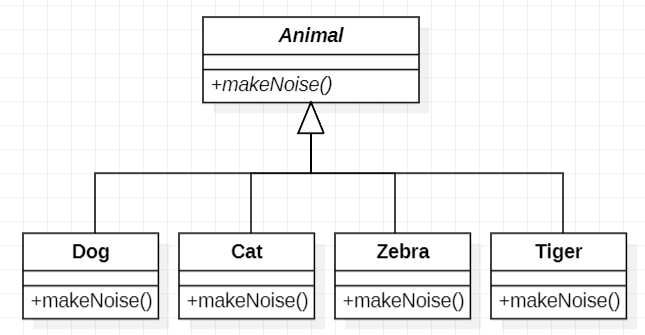 Animal
+makeNoise()
Dog
Cat
Zebra
Tiger
+makeNoise()
+makeNoise()
+makeNoise()
+makeNoise()